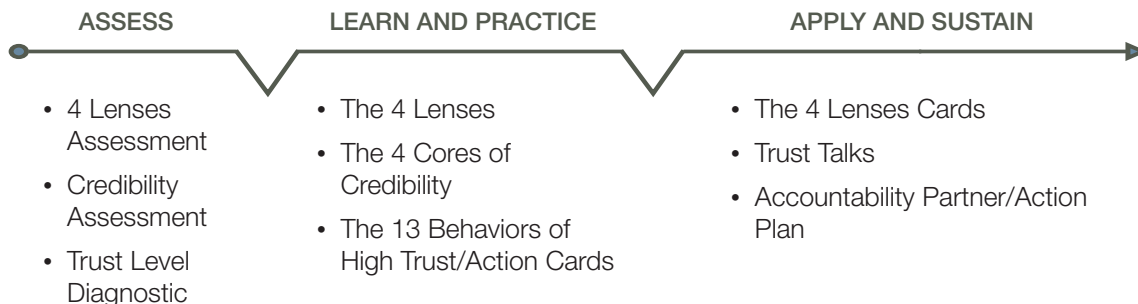 ASSESS
• 4 Lenses
Assessment
• Credibility
Assessment
• Trust Level
Diagnostic
LEARN AND PRACTICE
• The 4 Lenses
• The 4 Cores of
Credibility
• The 13 Behaviors of
High Trust/Action Cards
APPLY AND SUSTAIN
• The 4 Lenses Cards
• Trust Talks
• Accountability Partner/Action
Plan